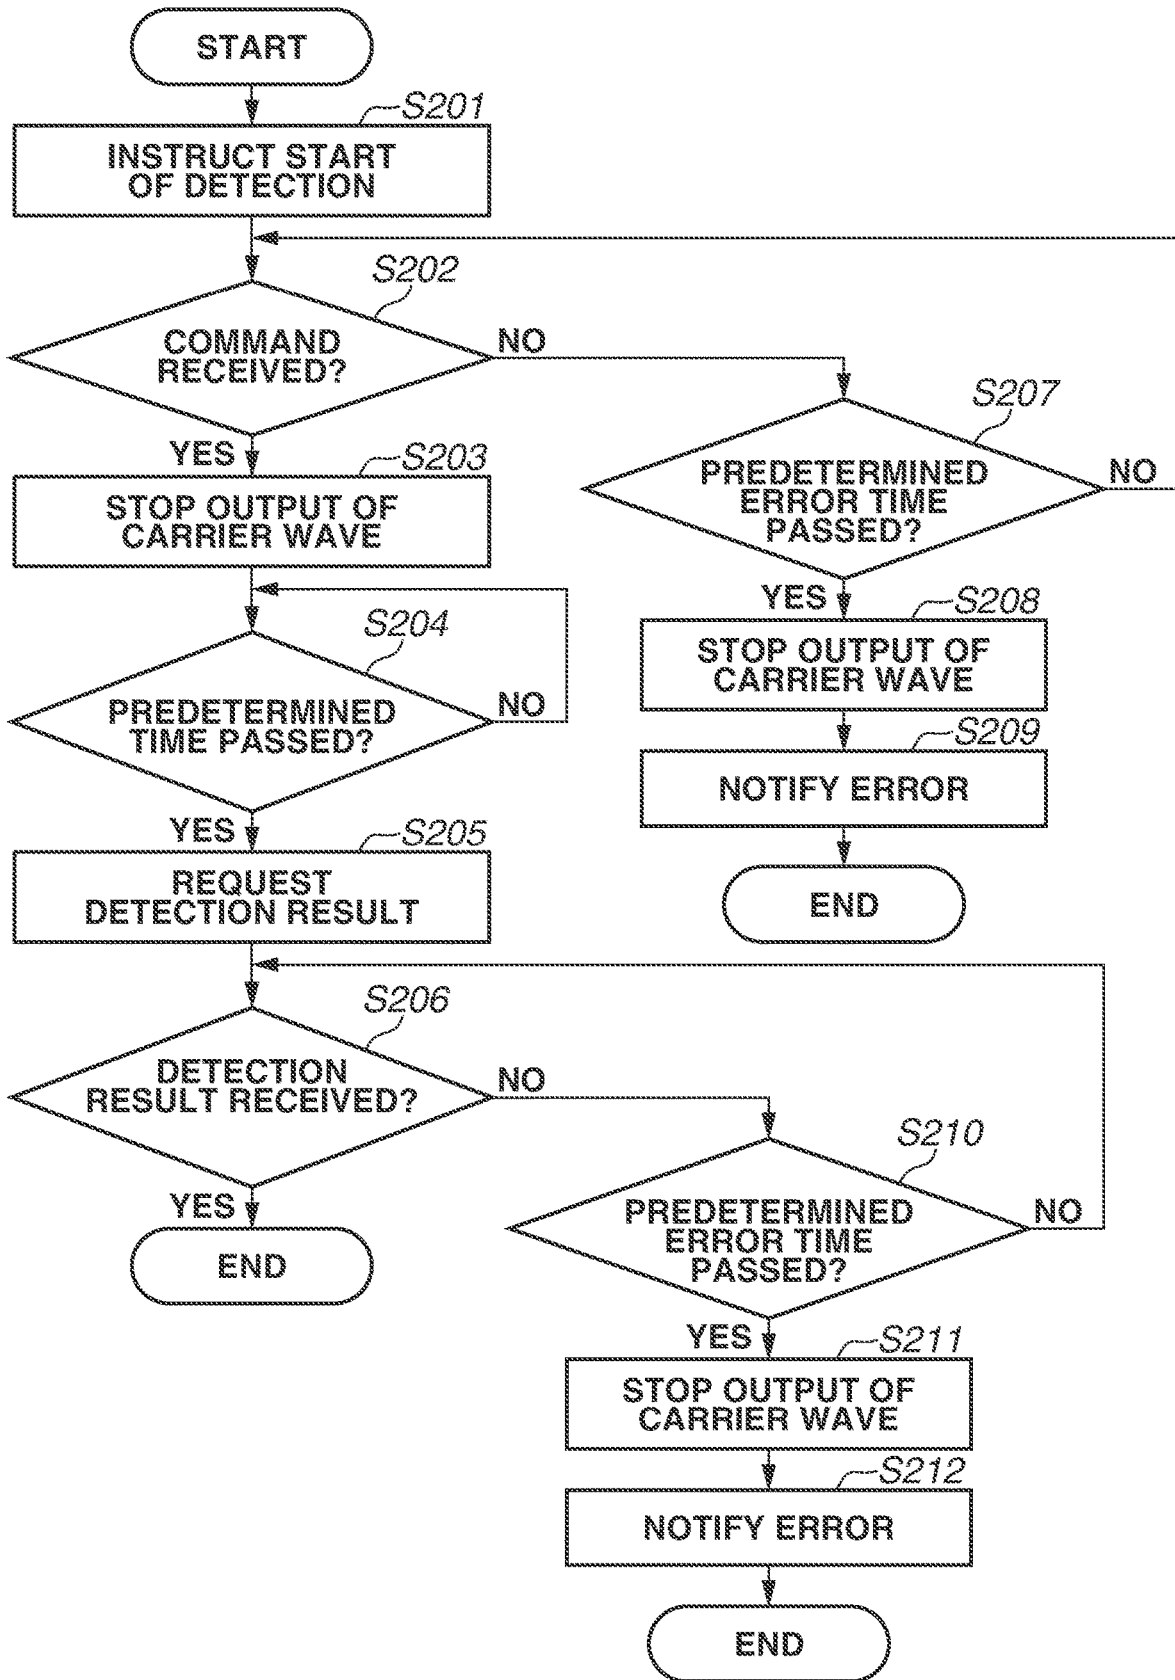 START
S201
INSTRUCT START
OF DETECTION
S202
COMMAND
RECEIVED?
NO
YES
S203
STOP OUTPUT OF
CARRIER WAVE
S204
PREDETERMINED
TIME PASSED?
NO
YES
S205
REQUEST
DETECTION RESULT
S206
DETECTION
RESULT RECEIVED?
NO
YES
END
S207
PREDETERMINED
ERROR TIME
PASSED?
NO
YES
S208
STOP OUTPUT OF
CARRIER WAVE
S209
NOTIFY ERROR
END
S210
PREDETERMINED
ERROR TIME
PASSED?
NO
YES
S211
STOP OUTPUT OF
CARRIER WAVE
S212
NOTIFY ERROR
END